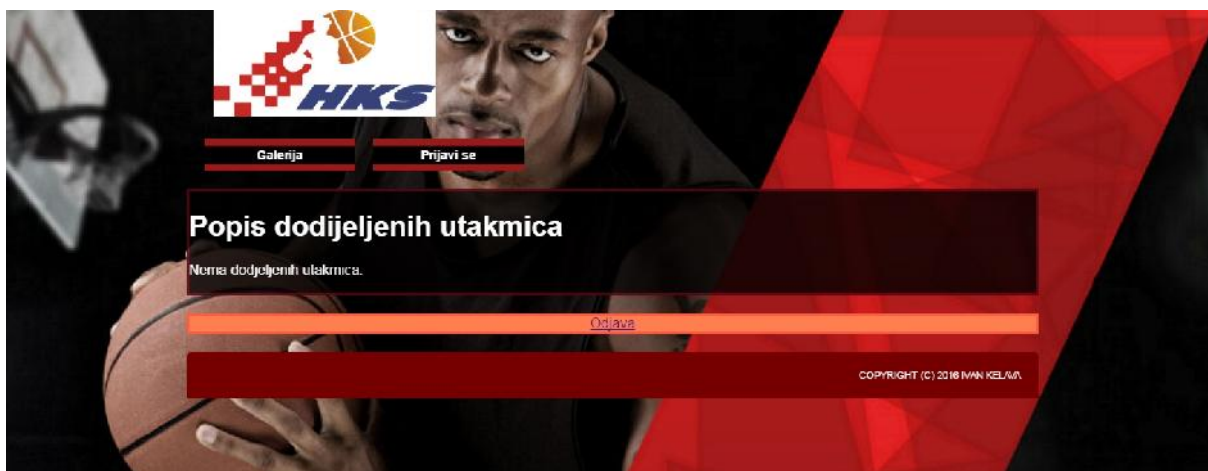 HKS
Galerija Prijavi se
Popis dodijeljenih utakmica
Nema dodjeljenih utakmica.
Odjava
COPYRIGHT (C) 2016 IVAN KELAVA